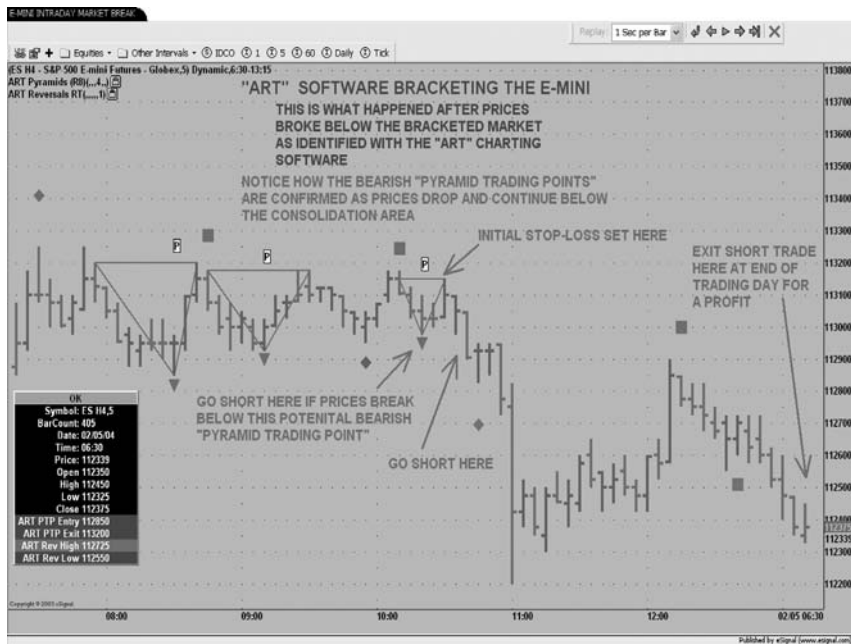 E-MINI INTRADAY MARKET BREAK
Replay: 1 Sec per Bar
Equities Other Intervals IDCO 1 5 60 Daily Tick
(ES H4 - S&P 500 E-mini Futures - Globex,5) Dynamic,6:30-13:15
ART Pyramids (RB)(,..4,.)
ART Reversals RT(,,,,,1)
"ART" SOFTWARE BRACKETING THE E-MINI
THIS IS WHAT HAPPENED AFTER PRICES
BROKE BELOW THE BRACKETED MARKET
AS IDENTIFIED WITH THE "ART" CHARTING
SOFTWARE
NOTICE HOW THE BEARISH "PYRAMID TRADING POINTS"
ARE CONFIRMED AS PRICES DROP AND CONTINUE BELOW
THE CONSOLIDATION AREA
INITIAL STOP-LOSS SET HERE
EXIT SHORT TRADE
HERE AT END OF
TRADING DAY FOR
A PROFIT
P
P
P
GO SHORT HERE IF PRICES BREAK
BELOW THIS POTENITAL BEARISH
"PYRAMID TRADING POINT"
GO SHORT HERE
OK
Symbol: ES H4,5
BarCount: 405
Date: 02/05/04
Time: 06:30
Price: 112339
Open 112350
High 112450
Low 112325
Close 112375
ART PTP Entry 112850
ART PTP Exit 113200
ART Rev High 112725
ART Rev Low 112550
113800
113700
113600
113500
113400
113300
113200
113100
113000
112900
112800
112700
112600
112500
112400
112375
112339
112300
112200
Copyright © 2003 eSignal
08:00 09:00 10:00 11:00 12:00 02/05 06:30
Published by eSignal (www.esignal.com)